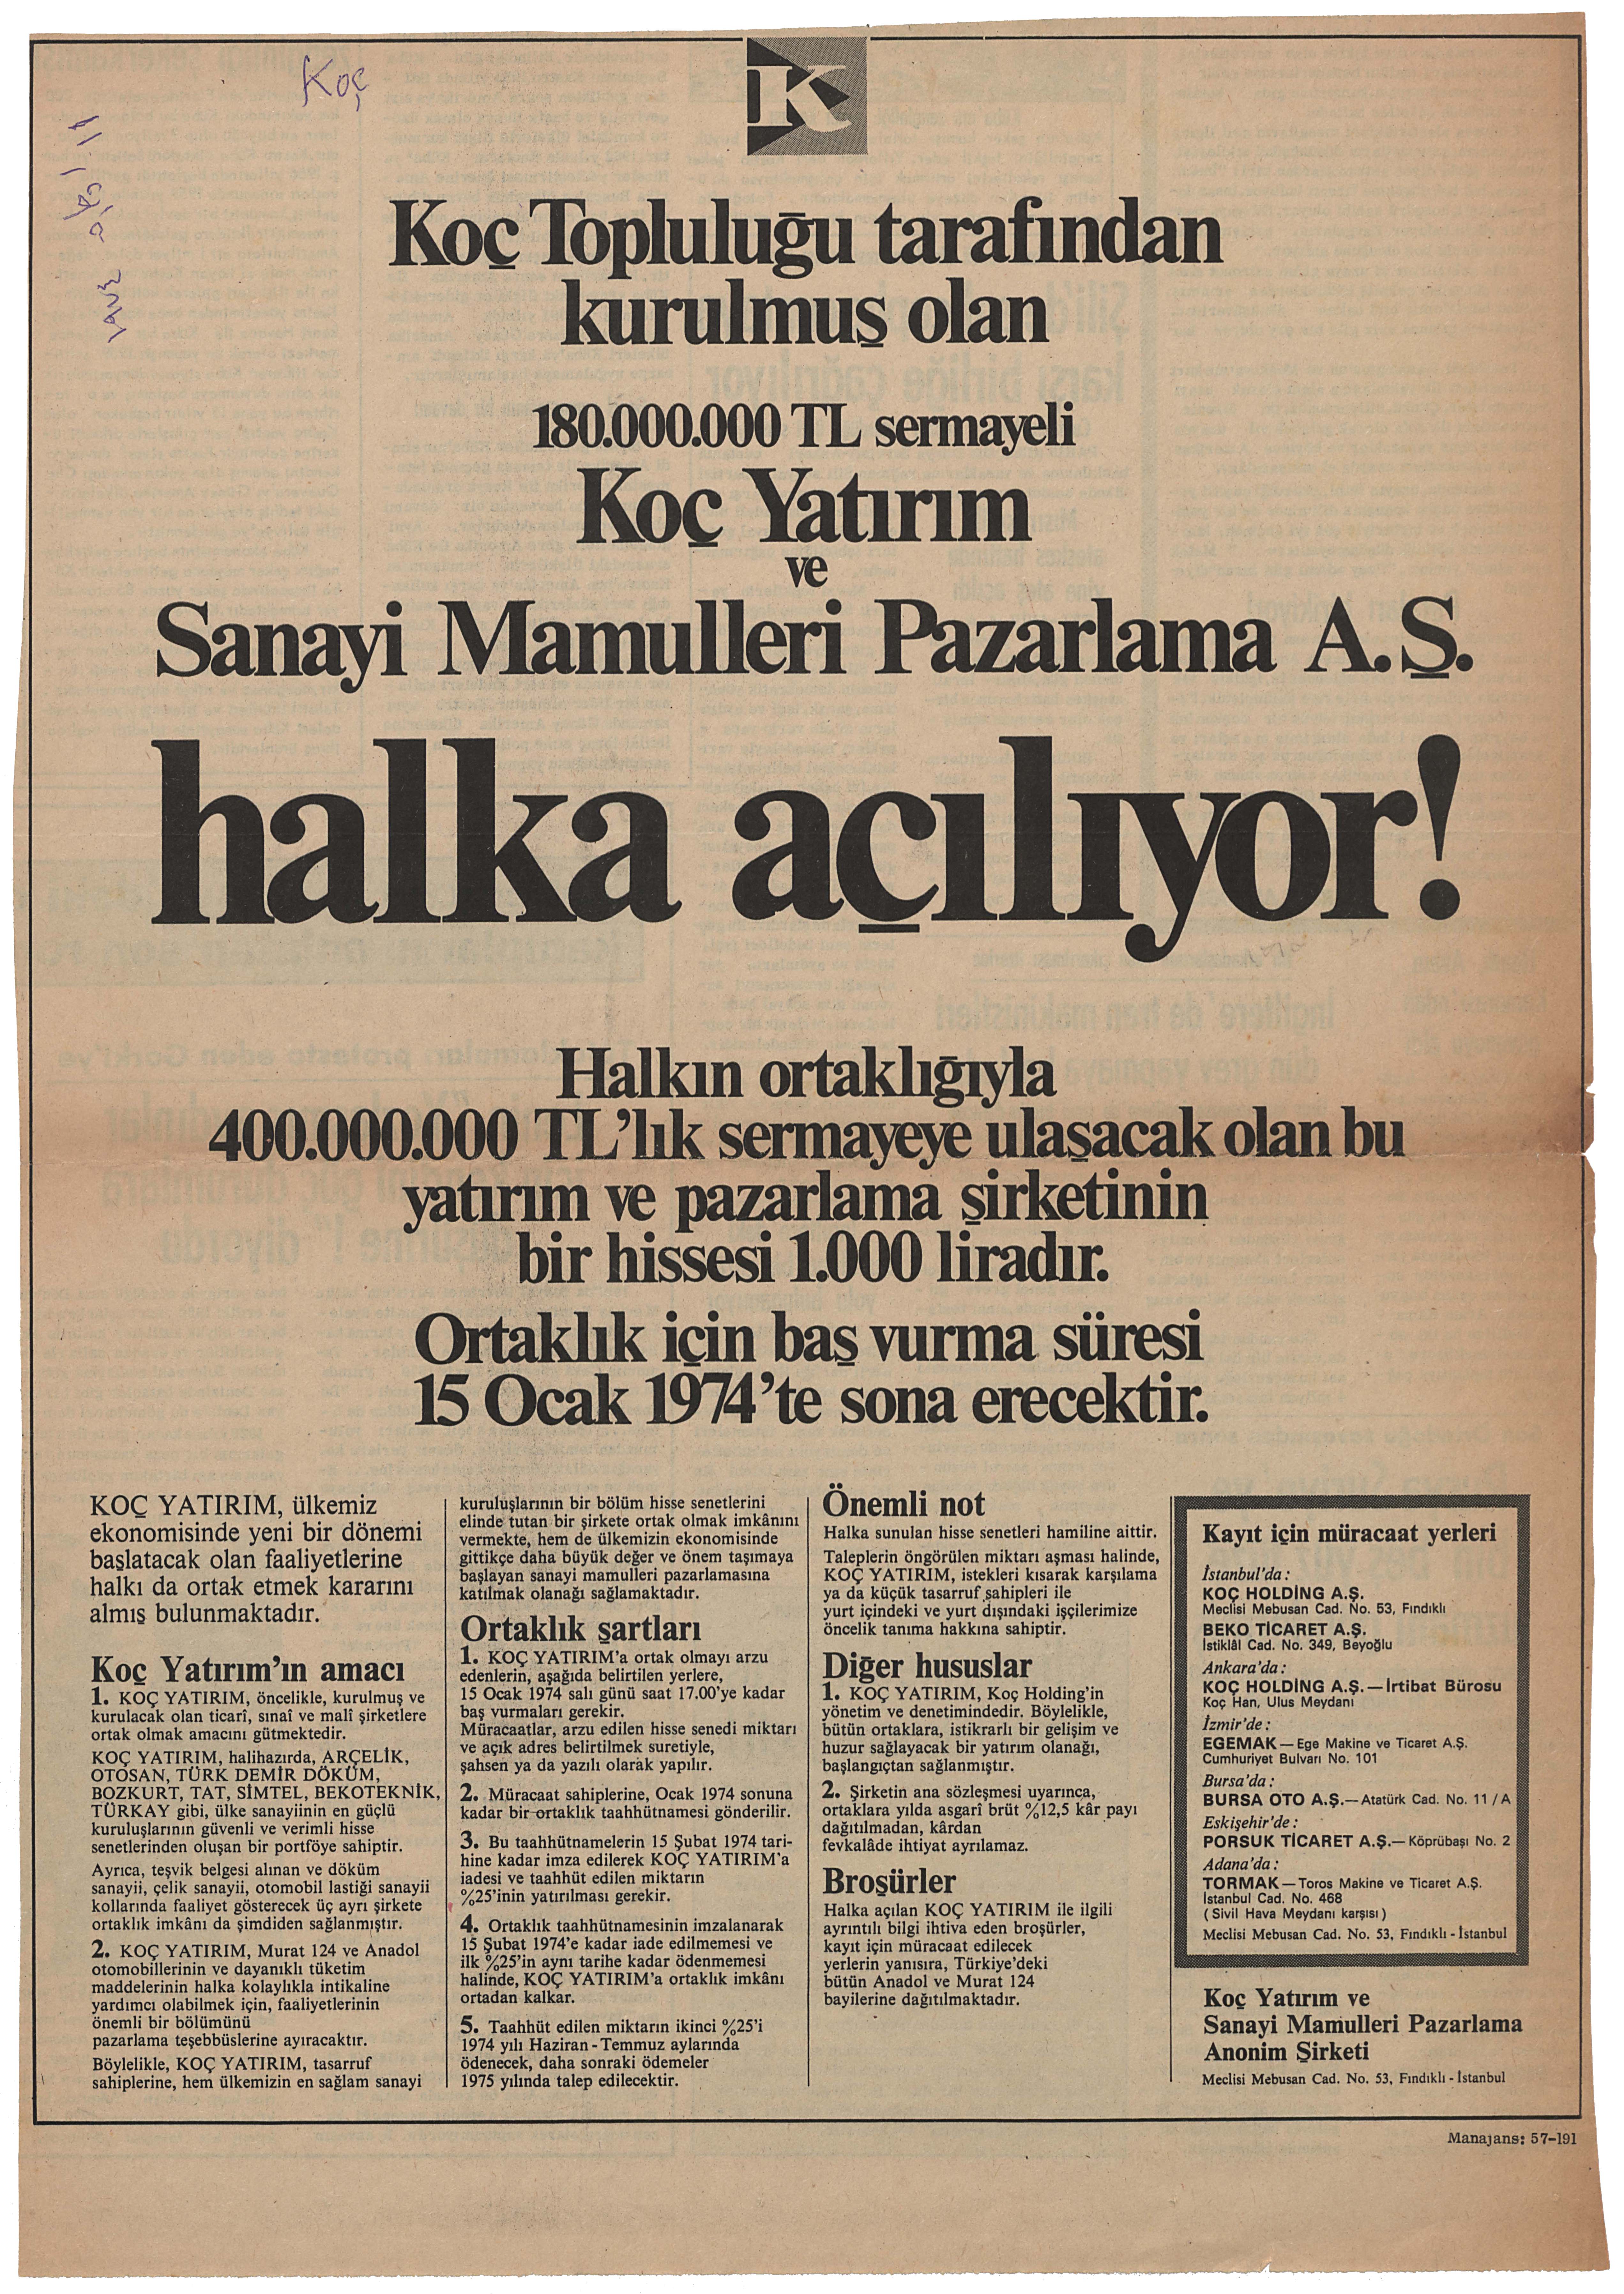 Koç
K
Koç Topluluğu tarafından
kurulmuş olan
180.000.000 TL sermayeli
Koç Yatırım
ve
Sanayi Mamulleri Pazarlama A.Ş.
halka açılıyor!
Halkın ortaklığıyla
400.000.000 TL'lık sermayeye ulaşacak olan bu
yatırım ve pazarlama şirketinin
bir hissesi 1.000 liradır.
Ortaklık için baş vurma süresi
15 Ocak 1974'te sona erecektir.
KOÇ YATIRIM, ülkemiz
ekonomisinde yeni bir dönemi
başlatacak olan faaliyetlerine
halkı da ortak etmek kararını
almış bulunmaktadır.
Koç Yatırım'ın amacı
1. KOÇ YATIRIM, öncelikle, kurulmuş ve
kurulacak olan ticarî, sınaî ve malî şirketlere
ortak olmak amacını gütmektedir.
KOÇ YATIRIM, halihazırda, ARÇELİK,
OTOSAN, TÜRK DEMİR DÖKÜM,
BOZKURT, TAT, SİMTEL, BEKOTEKNİK,
TÜRKAY gibi, ülke sanayiinin en güçlü
kuruluşlarının güvenli ve verimli hisse
senetlerinden oluşan bir portföye sahiptir.
Ayrıca, teşvik belgesi alınan ve döküm
sanayii, çelik sanayii, otomobil lastiği sanayii
kollarında faaliyet gösterecek üç ayrı şirkete
ortaklık imkânı da şimdiden sağlanmıştır.
2. KOÇ YATIRIM, Murat 124 ve Anadol
otomobillerinin ve dayanıklı tüketim
maddelerinin halka kolaylıkla intikaline
yardımcı olabilmek için, faaliyetlerinin
önemli bir bölümünü
pazarlama teşebbüslerine ayıracaktır.
Böylelikle, KOÇ YATIRIM, tasarruf
sahiplerine, hem ülkemizin en sağlam sanayi
kuruluşlarının bir bölüm hisse senetlerini
elinde tutan bir şirkete ortak olmak imkânını
vermekte, hem de ülkemizin ekonomisinde
gittikçe daha büyük değer ve önem taşımaya
başlayan sanayi mamulleri pazarlamasına
katılmak olanağı sağlamaktadır.
Ortaklık şartları
1. KOÇ YATIRIM'a ortak olmayı arzu
edenlerin, aşağıda belirtilen yerlere,
15 Ocak 1974 salı günü saat 17.00'ye kadar
baş vurmaları gerekir.
Müracaatlar, arzu edilen hisse senedi miktarı
ve açık adres belirtilmek suretiyle,
şahsen ya da yazılı olarak yapılır.
2. Müracaat sahiplerine, Ocak 1974 sonuna
kadar bir ortaklık taahhütnamesi gönderilir.
3. Bu taahhütnamelerin 15 Şubat 1974 tari-
hine kadar imza edilerek KOÇ YATIRIM'a
iadesi ve taahhüt edilen miktarın
%25'inin yatırılması gerekir.
4. Ortaklık taahhütnamesinin imzalanarak
15 Şubat 1974'e kadar iade edilmemesi ve
ilk %25'in aynı tarihe kadar ödenmemesi
halinde, KOÇ YATIRIM'a ortaklık imkânı
ortadan kalkar.
5. Taahhüt edilen miktarın ikinci %25'i
1974 yılı Haziran - Temmuz aylarında
ödenecek, daha sonraki ödemeler
1975 yılında talep edilecektir.
Önemli not
Halka sunulan hisse senetleri hamiline aittir.
Taleplerin öngörülen miktarı aşması halinde,
KOÇ YATIRIM, istekleri kısarak karşılama
ya da küçük tasarruf sahipleri ile
yurt içindeki ve yurt dışındaki işçilerimize
öncelik tanıma hakkına sahiptir.
Diğer hususlar
1. KOÇ YATIRIM, Koç Holding'in
yönetim ve denetimindedir. Böylelikle,
bütün ortaklara, istikrarlı bir gelişim ve
huzur sağlayacak bir yatırım olanağı,
başlangıçtan sağlanmıştır.
2. Şirketin ana sözleşmesi uyarınca,
ortaklara yılda asgarî brüt %12,5 kâr payı
dağıtılmadan, kârdan
fevkalâde ihtiyat ayrılamaz.
Broşürler
Halka açılan KOÇ YATIRIM ile ilgili
ayrıntılı bilgi ihtiva eden broşürler,
kayıt için müracaat edilecek
yerlerin yanısıra, Türkiye'deki
bütün Anadol ve Murat 124
bayilerine dağıtılmaktadır.
Kayıt için müracaat yerleri
İstanbul'da :
KOÇ HOLDİNG A.Ş.
Meclisi Mebusan Cad. No. 53, Fındıklı
BEKO TİCARET A.Ş.
İstiklâl Cad. No. 349, Beyoğlu
Ankara'da :
KOÇ HOLDİNG A.Ş. — İrtibat Bürosu
Koç Han, Ulus Meydanı
İzmir'de :
EGEMAK — Ege Makine ve Ticaret A.Ş.
Cumhuriyet Bulvarı No. 101
Bursa'da :
BURSA OTO A.Ş.— Atatürk Cad. No. 11 / A
Eskişehir'de :
PORSUK TİCARET A.Ş.— Köprübaşı No. 2
Adana'da :
TORMAK — Toros Makine ve Ticaret A.Ş.
İstanbul Cad. No. 468
( Sivil Hava Meydanı karşısı )
Meclisi Mebusan Cad. No. 53, Fındıklı - İstanbul
Koç Yatırım ve
Sanayi Mamulleri Pazarlama
Anonim Şirketi
Meclisi Mebusan Cad. No. 53, Fındıklı - İstanbul
Manajans: 57-191